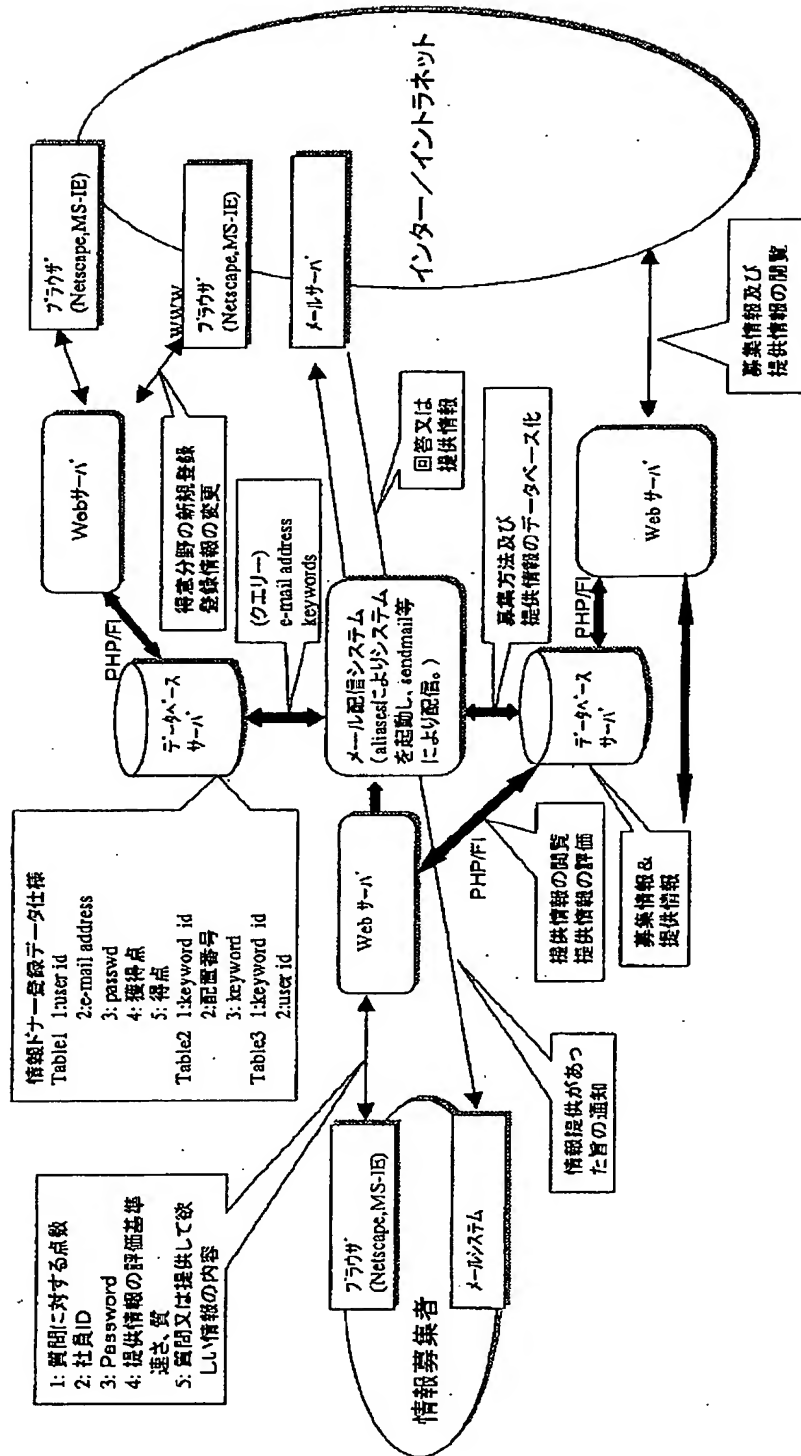 1: 質問に対する点数
2: 社員ID
3: Password
4: 提供情報の評価基準
速さ、質
5: 質問又は提供して欲
しい情報の内容
情報ドナー登録データ仕様
Table1 1:user id
2:e-mail address
3: passwd
4: 獲得点
5: 得点
Table2 1:keyword id
2:配置番号
3: keyword
Table3 1:keyword id
2:user id
データベース
サーバ
PHP/FI
Webサーバ
ブラウザ
(Netscape,MS-IE)
得意分野の新規登録
登録情報の変更
WWW
ブラウザ
(Netscape,MS-IE)
(クエリー)
e-mail address
keywords
メールサーバ
情報募集者
ブラウザ
(Netscape,MS-IE)
メールシステム
Web サーバ
メール配信システム
(aliasesによりシステム
を起動し、sendmail等
により配信。)
回答又は
提供情報
インター/イントラネット
情報提供があっ
た旨の通知
PHP/FI
提供情報の閲覧
提供情報の評価
募集方法及び
提供情報のデータベース化
データベース
サーバ
PHP/FI
募集情報&
提供情報
Web サーバ
募集情報及び
提供情報の閲覧